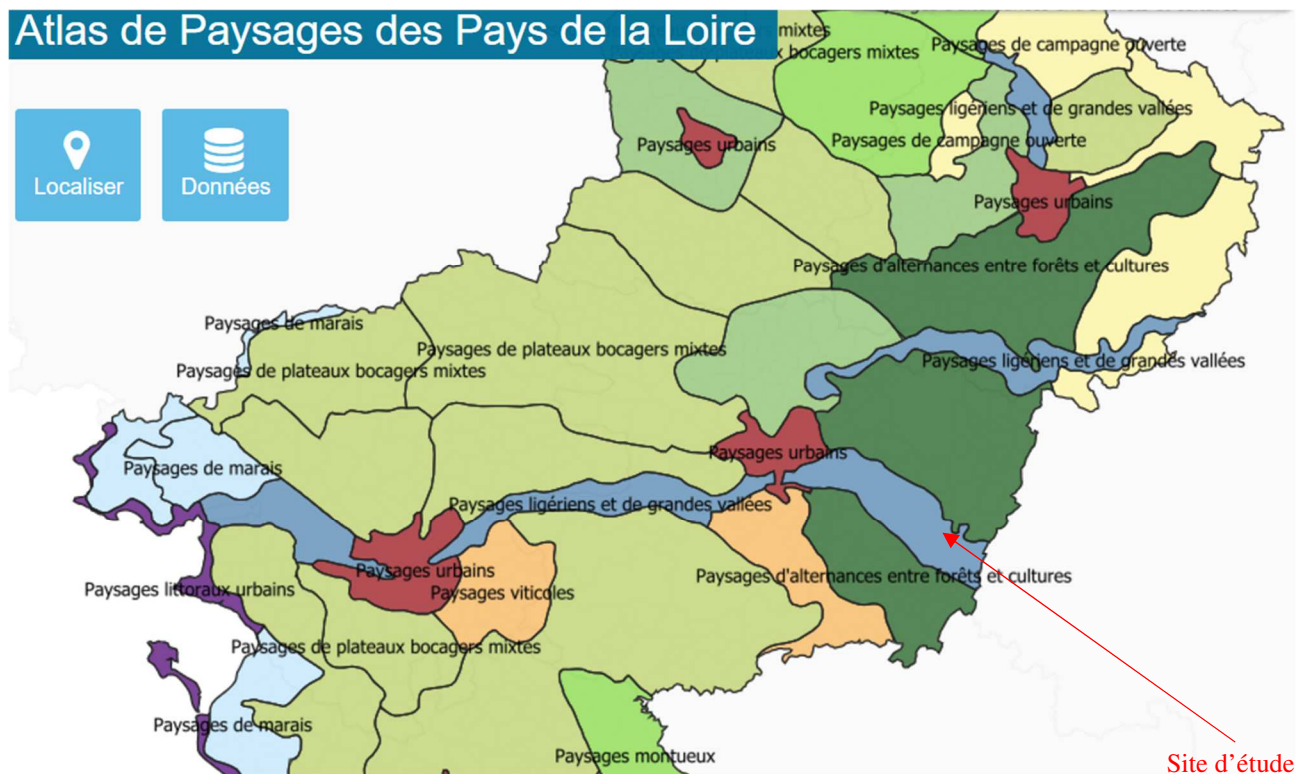 Atlas de Paysages des Pays de la Loire
mixtes
bocagers mixtes
Paysages de campagne ouverte
Localiser
Données
Paysages ligériens et de grandes vallées
Paysages urbains
Paysages de campagne ouverte
Paysages urbains
Paysages d'alternances entre forêts et cultures
Paysages de marais
Paysages de plateaux bocagers mixtes
Paysages ligériens et de grandes vallées
Paysages de plateaux bocagers mixtes
Paysages urbains
Paysages de marais
Paysages ligériens et de grandes vallées
Paysages urbains
Paysages d'alternances entre forêts et cultures
Paysages littoraux urbains
Paysages viticoles
Paysages de plateaux bocagers mixtes
Paysages de marais
Paysages montueux
Site d'étude